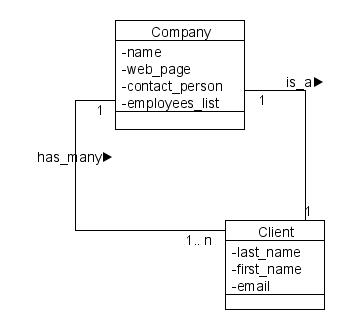 Company
-name
-web_page
-contact_person
-employees_list
is_a
1
1
has_many
1.. n
1
Client
-last_name
-first_name
-email